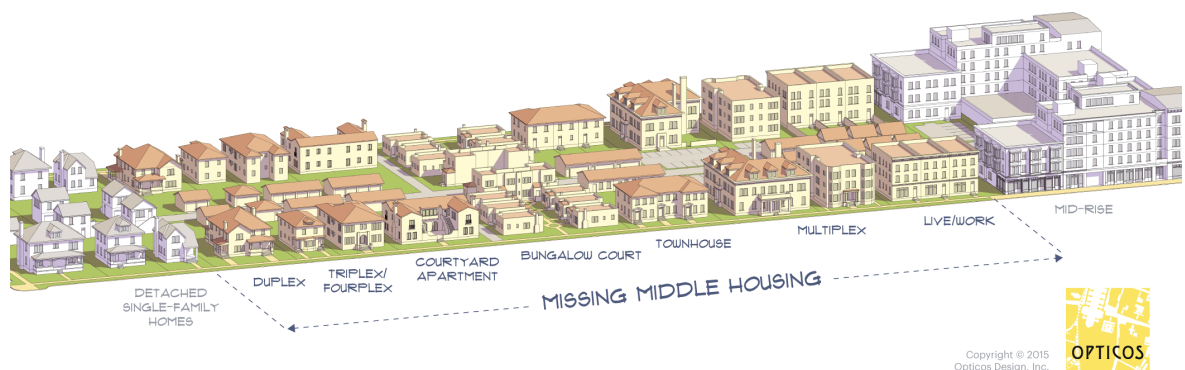 DETACHED
SINGLE-FAMILY
HOMES
DUPLEX
TRIPLEX/
FOURPLEX
COURTYARD
APARTMENT
BUNGALOW COURT
TOWNHOUSE
MULTIPLEX
LIVE/WORK
MID-RISE
MISSING MIDDLE HOUSING
Copyright © 2015
Opticos Design, Inc.
OPTICOS